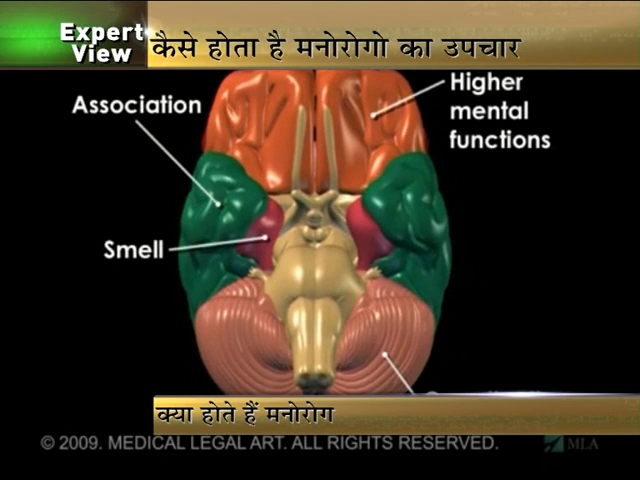 Expert View
कैसे होता है मनोरोगो का उपचार
Higher
mental
functions
Association
Smell
क्या होते हैं मनोरोग
© 2009. MEDICAL LEGAL ART. ALL RIGHTS RESERVED.
MLA